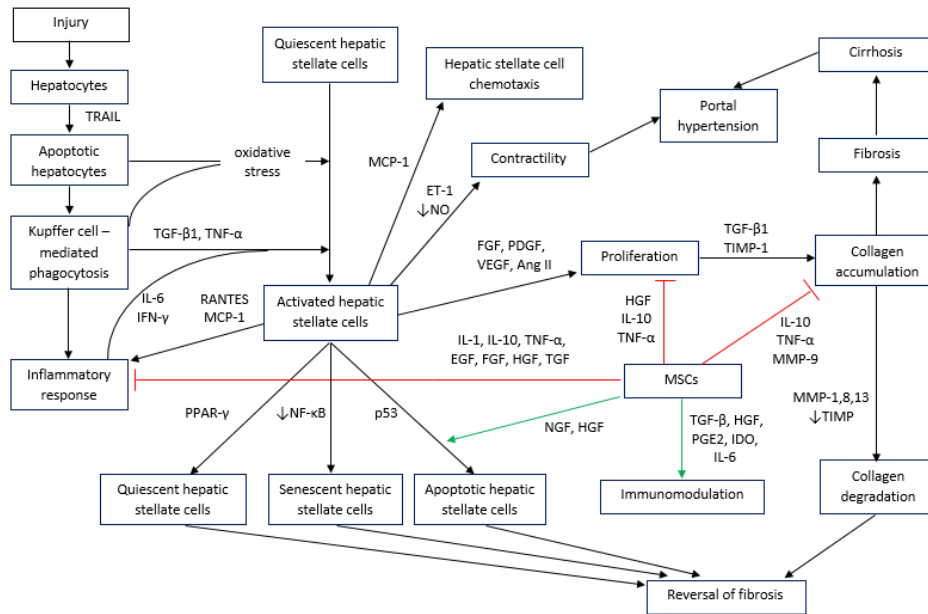 Injury
Quiescent hepatic
stellate cells
Cirrhosis
Hepatocytes
Hepatic stellate cell
chemotaxis
TRAIL
Portal
hypertension
Apoptotic
hepatocytes
oxidative
stress
MCP-1
Contractility
Fibrosis
ET-1
↓NO
Kupffer cell –
mediated
phagocytosis
TGF-β1, TNF-α
FGF, PDGF,
VEGF, Ang II
Proliferation
TGF-β1
TIMP-1
Collagen
accumulation
IL-6
IFN-γ
RANTES
MCP-1
Activated hepatic
stellate cells
HGF
IL-10
TNF-α
IL-10
TNF-α
MMP-9
Inflammatory
response
IL-1, IL-10, TNF-α,
EGF, FGF, HGF, TGF
MSCs
PPAR-γ
↓NF-κB
p53
NGF, HGF
TGF-β, HGF,
PGE2, IDO,
IL-6
MMP-1,8,13
↓TIMP
Quiescent hepatic
stellate cells
Senescent hepatic
stellate cells
Apoptotic hepatic
stellate cells
Immunomodulation
Collagen
degradation
Reversal of fibrosis